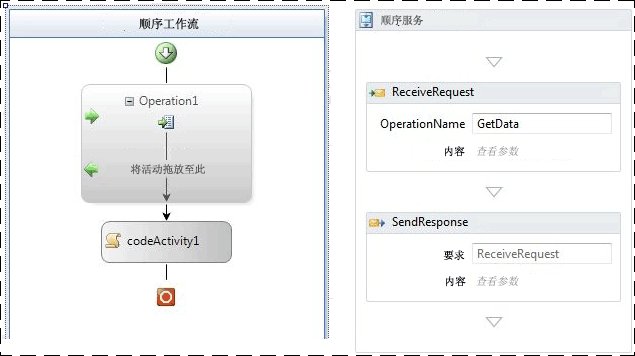 顺序工作流
Operation1
将活动拖放至此
codeActivity1
顺序服务
ReceiveRequest
OperationName GetData
内容 查看参数
SendResponse
要求 ReceiveRequest
内容 查看参数